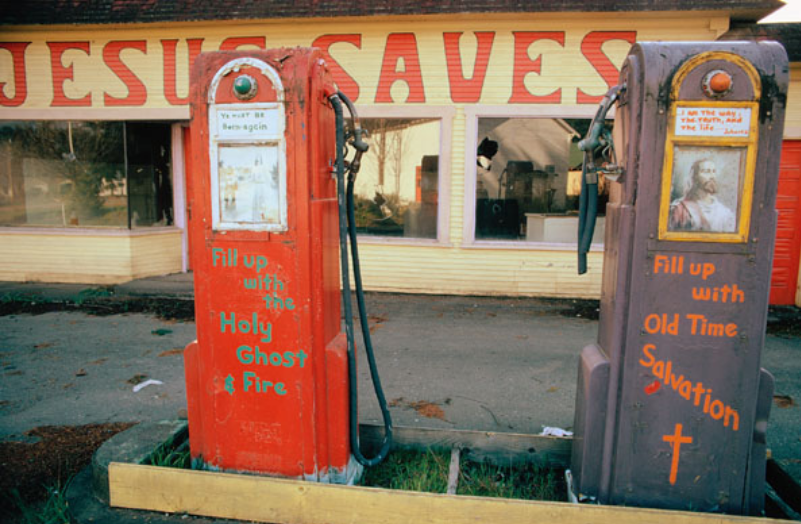 JESUS SAVES
Ye must Be
Born-again
I am the way,
the truth, and
the life.
Fill up
with
the
Holy
Ghost
& Fire
Fill up
with
Old Time
Salvation